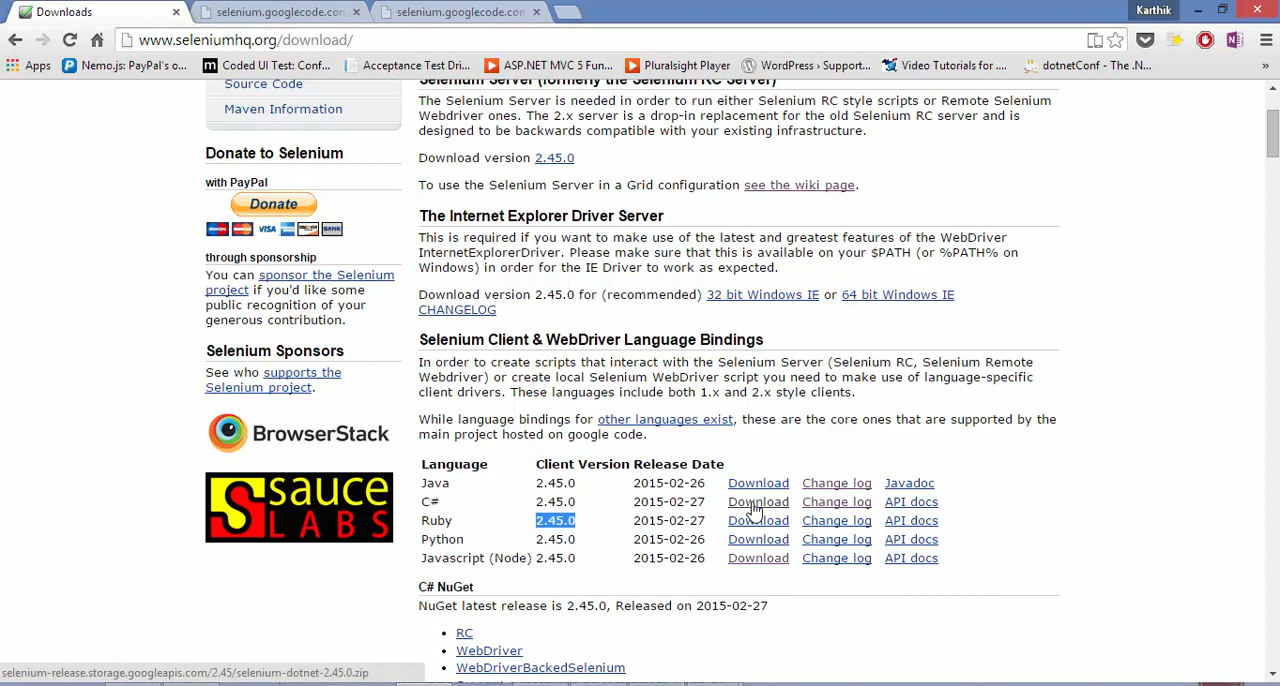 Downloads
selenium.googlecode.con
selenium.googlecode.con
Karthik
www.seleniumhq.org/download/
Apps
Nemo.js: PayPal's o...
Coded UI Test: Conf...
Acceptance Test Dri...
ASP.NET MVC 5 Fun...
Pluralsight Player
WordPress › Support...
Video Tutorials for ....
dotnetConf - The .N...
Source Code
Maven Information
Donate to Selenium
with PayPal
Donate
VISA
BANK
through sponsorship
You can sponsor the Selenium
project if you'd like some
public recognition of your
generous contribution.
Selenium Sponsors
See who supports the
Selenium project.
BrowserStack
sauce
LABS
Selenium Server (formerly the Selenium RC Server)
The Selenium Server is needed in order to run either Selenium RC style scripts or Remote Selenium
Webdriver ones. The 2.x server is a drop-in replacement for the old Selenium RC server and is
designed to be backwards compatible with your existing infrastructure.
Download version 2.45.0
To use the Selenium Server in a Grid configuration see the wiki page.
The Internet Explorer Driver Server
This is required if you want to make use of the latest and greatest features of the WebDriver
InternetExplorerDriver. Please make sure that this is available on your $PATH (or %PATH% on
Windows) in order for the IE Driver to work as expected.
Download version 2.45.0 for (recommended) 32 bit Windows IE or 64 bit Windows IE
CHANGELOG
Selenium Client & WebDriver Language Bindings
In order to create scripts that interact with the Selenium Server (Selenium RC, Selenium Remote
Webdriver) or create local Selenium WebDriver script you need to make use of language-specific
client drivers. These languages include both 1.x and 2.x style clients.
While language bindings for other languages exist, these are the core ones that are supported by the
main project hosted on google code.
Language Client Version Release Date
Java 2.45.0 2015-02-26 Download Change log Javadoc
C# 2.45.0 2015-02-27 Download Change log API docs
Ruby 2.45.0 2015-02-27 Download Change log API docs
Python 2.45.0 2015-02-26 Download Change log API docs
Javascript (Node) 2.45.0 2015-02-26 Download Change log API docs
C# NuGet
NuGet latest release is 2.45.0, Released on 2015-02-27
• RC
• WebDriver
• WebDriverBackedSelenium
selenium-release.storage.googleapis.com/2.45/selenium-dotnet-2.45.0.zip